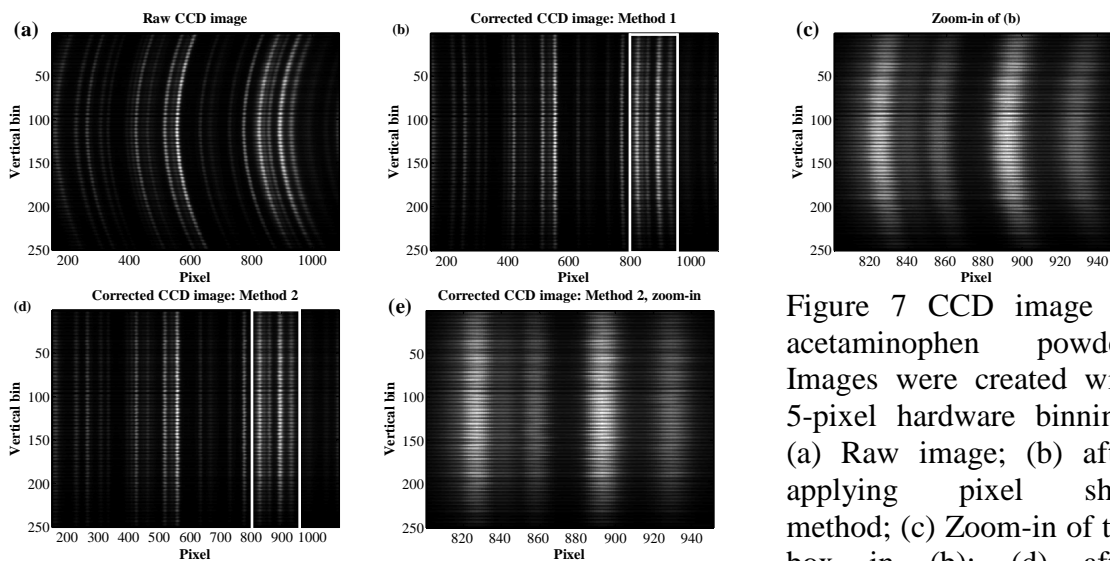 (a)
Raw CCD image
Vertical bin
50
100
150
200
250
200 400 600 800 1000
Pixel
(b)
Corrected CCD image: Method 1
Vertical bin
50
100
150
200
250
200 400 600 800 1000
Pixel
(c)
Zoom-in of (b)
Vertical bin
50
100
150
200
250
820 840 860 880 900 920 940
Pixel
(d)
Corrected CCD image: Method 2
Vertical bin
50
100
150
200
250
200 300 400 500 600 700 800 900 1000
Pixel
(e)
Corrected CCD image: Method 2, zoom-in
Vertical bin
50
100
150
200
250
820 840 860 880 900 920 940
Pixel
Figure 7 CCD image
acetaminophen powd
Images were created wi
5-pixel hardware binnin
(a) Raw image; (b) aft
applying pixel sh
method; (c) Zoom-in of t
box in (b); (d) aft